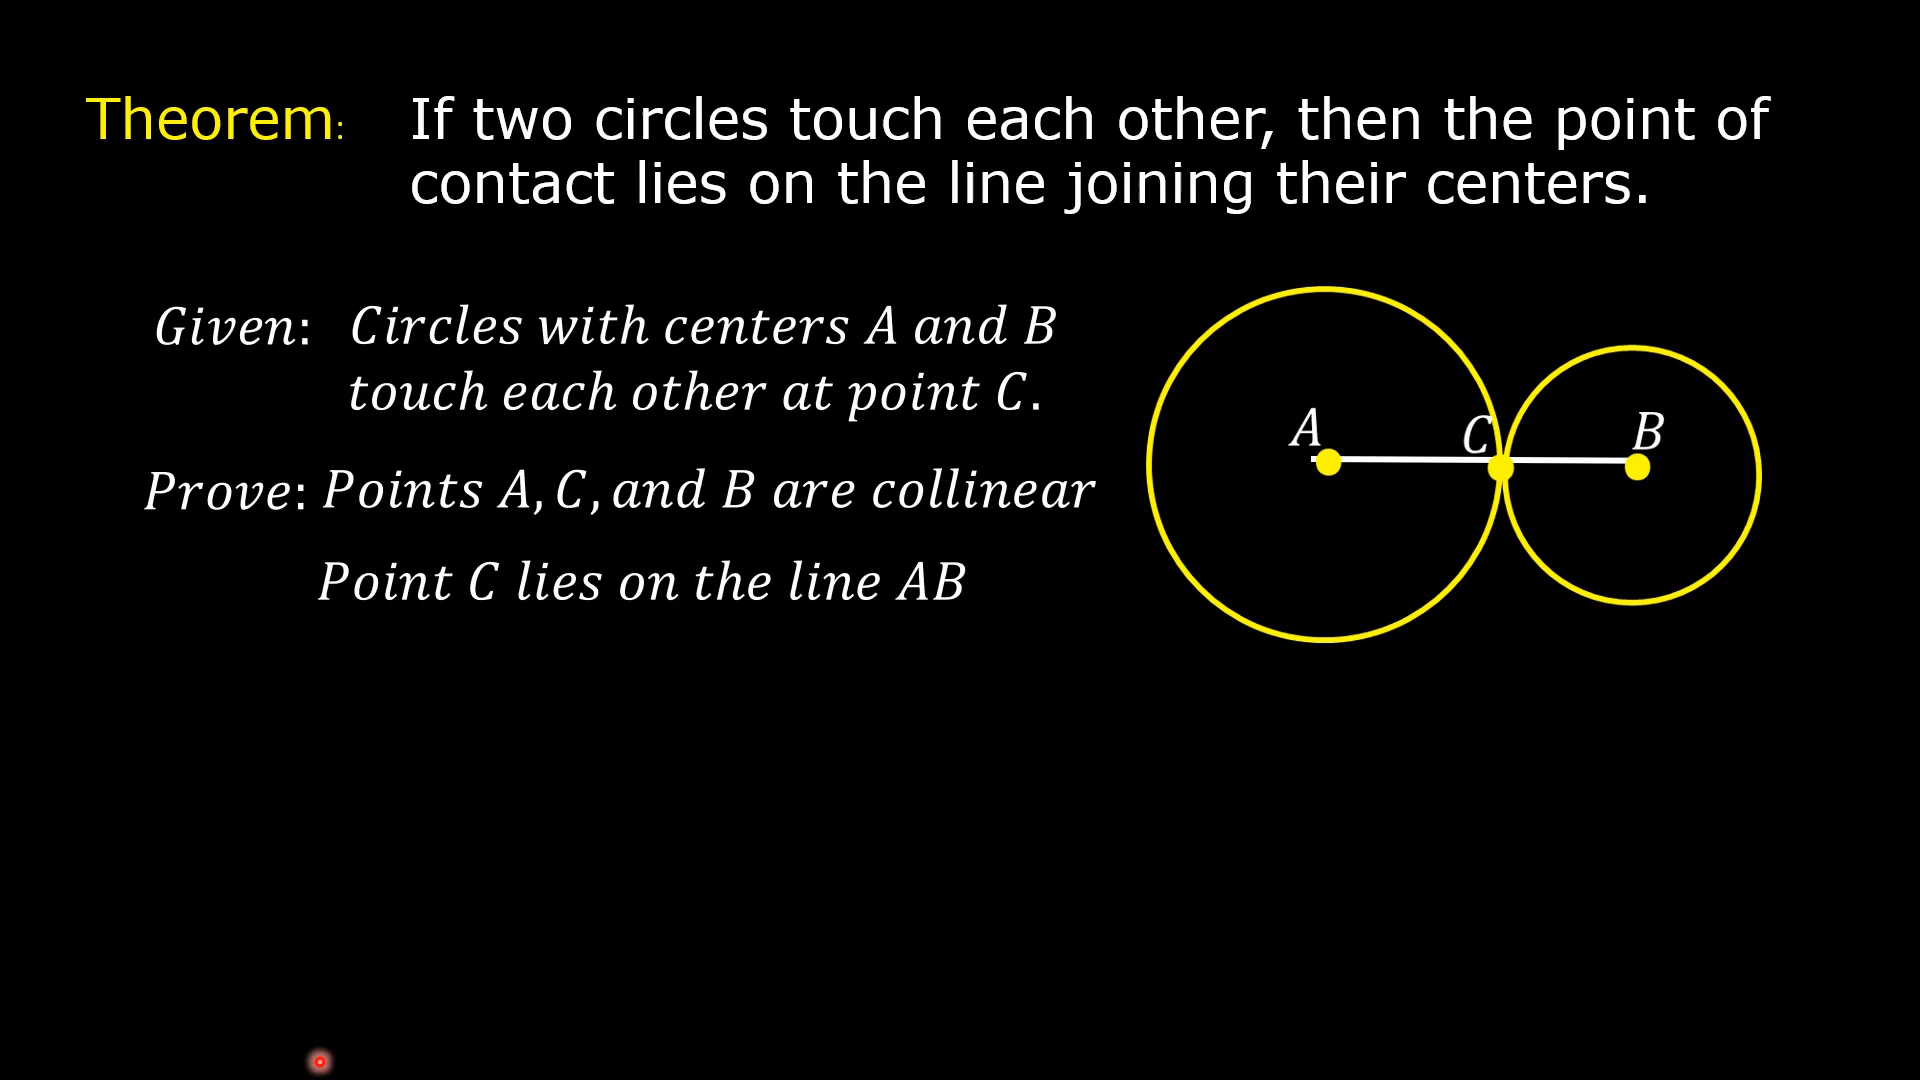 Theorem: If two circles touch each other, then the point of
contact lies on the line joining their centers.
Given: Circles with centers A and B
touch each other at point C.
Prove: Points A, C, and B are collinear
Point C lies on the line AB
A C B